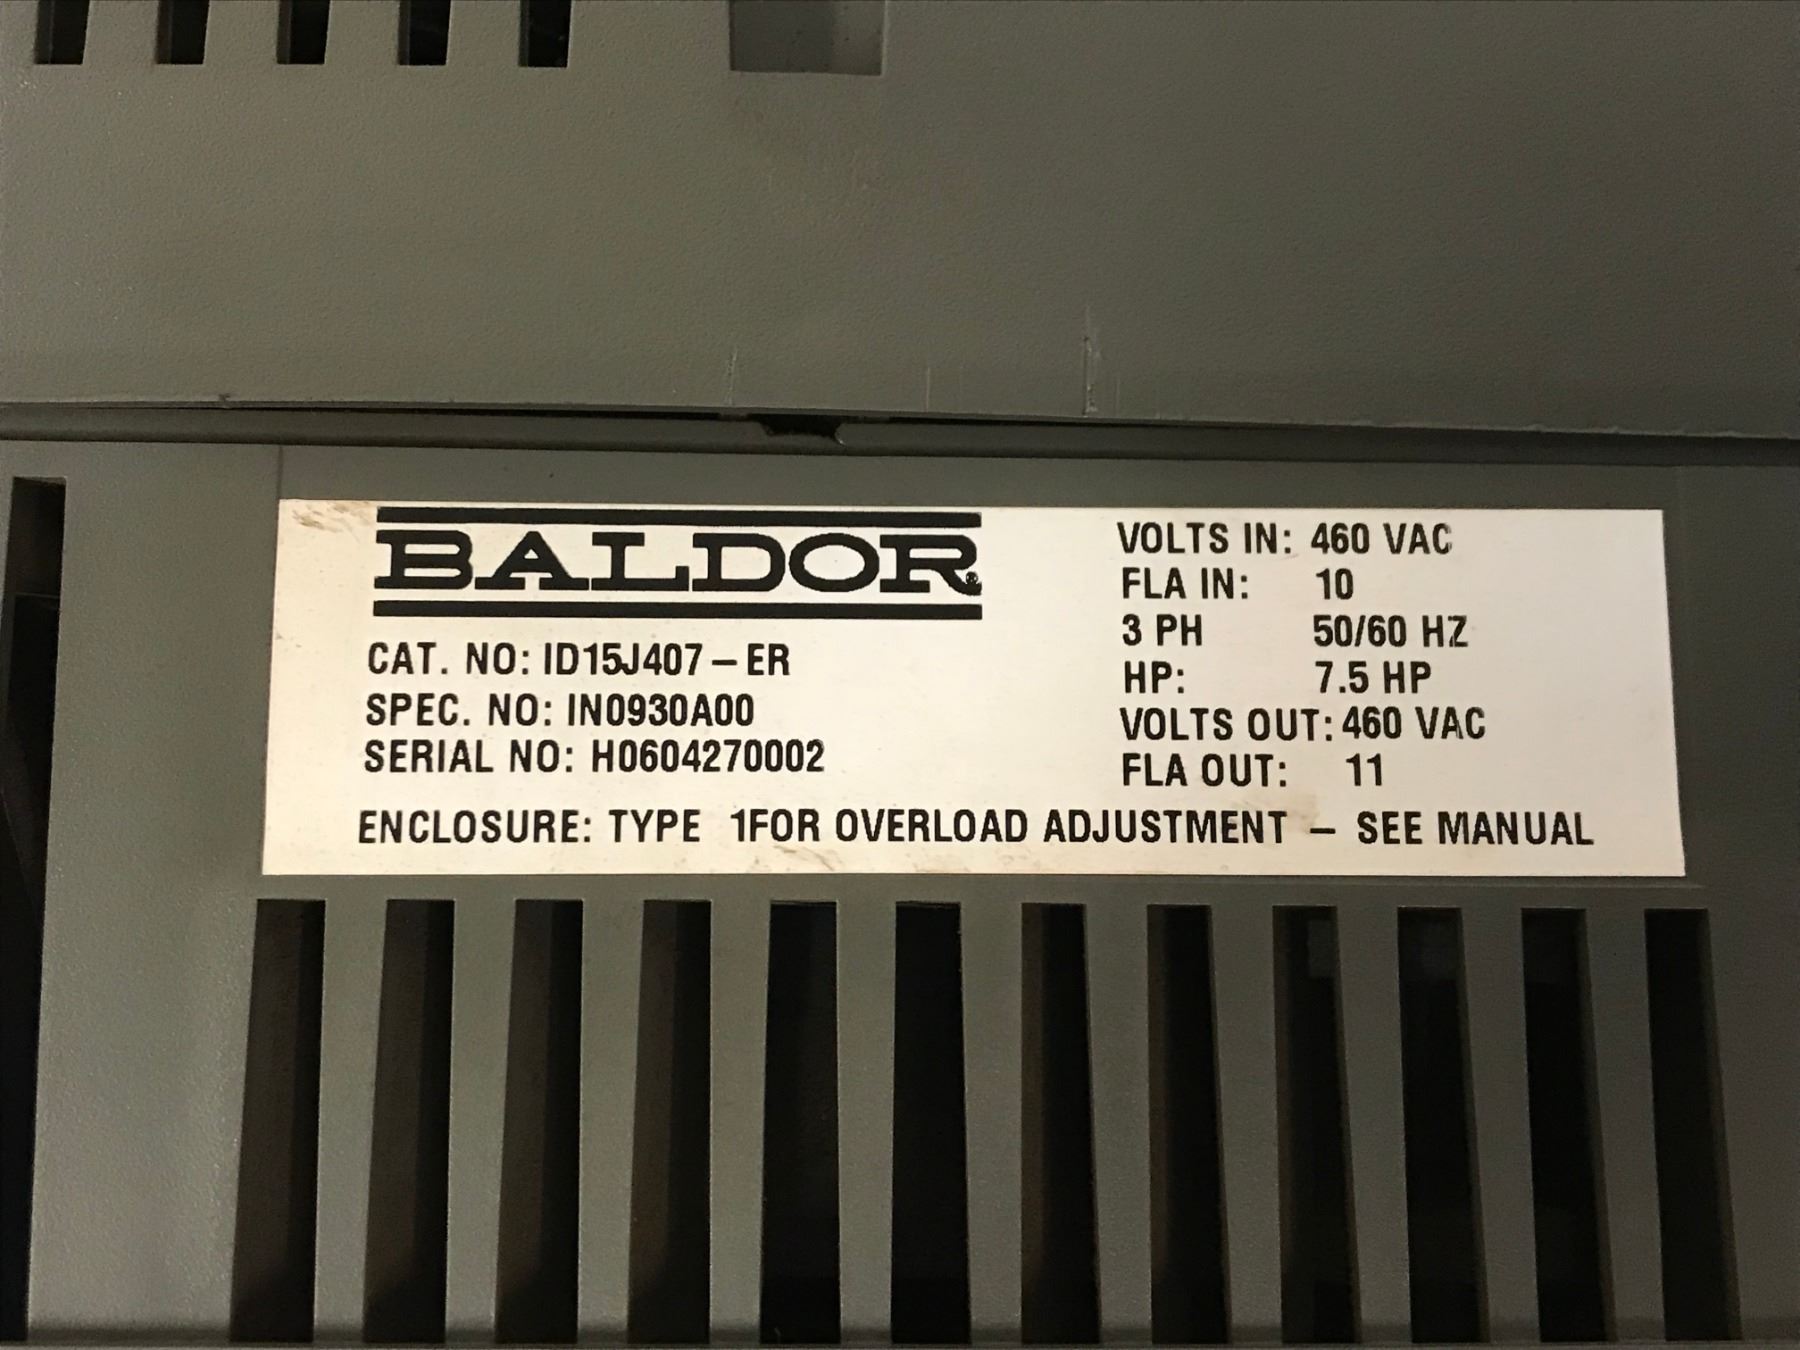 BALDOR®
CAT. NO: ID15J407-ER
SPEC. NO: IN0930A00
SERIAL NO: H0604270002
VOLTS IN: 460 VAC
FLA IN: 10
3 PH 50/60 HZ
HP: 7.5 HP
VOLTS OUT: 460 VAC
FLA OUT: 11
ENCLOSURE: TYPE 1FOR OVERLOAD ADJUSTMENT - SEE MANUAL